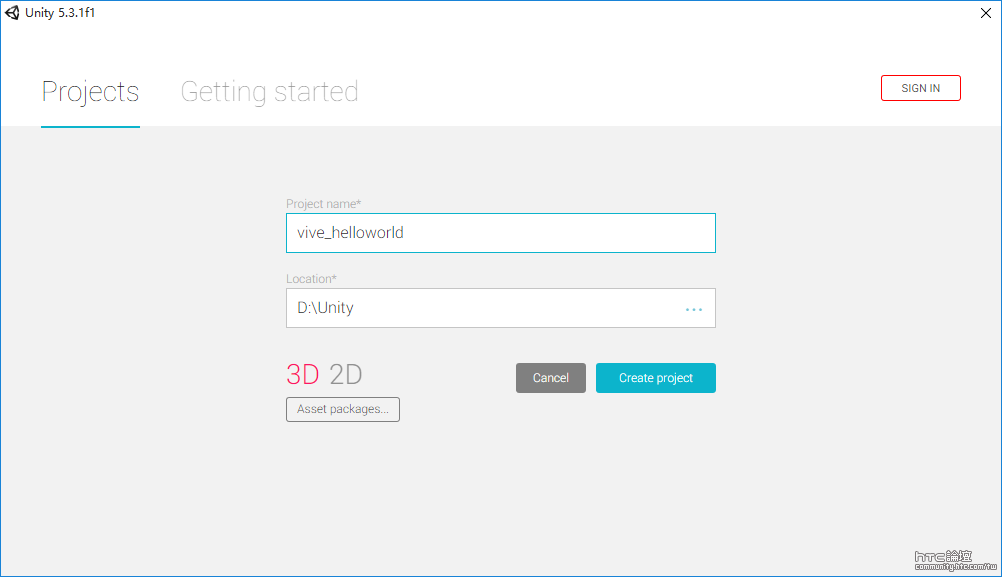 Unity 5.3.1f1
Projects
Getting started
SIGN IN
Project name*
vive_helloworld
Location*
D:\Unity
...
3D 2D
Cancel
Create project
Asset packages...
htc論壇
community.htc.com/tw